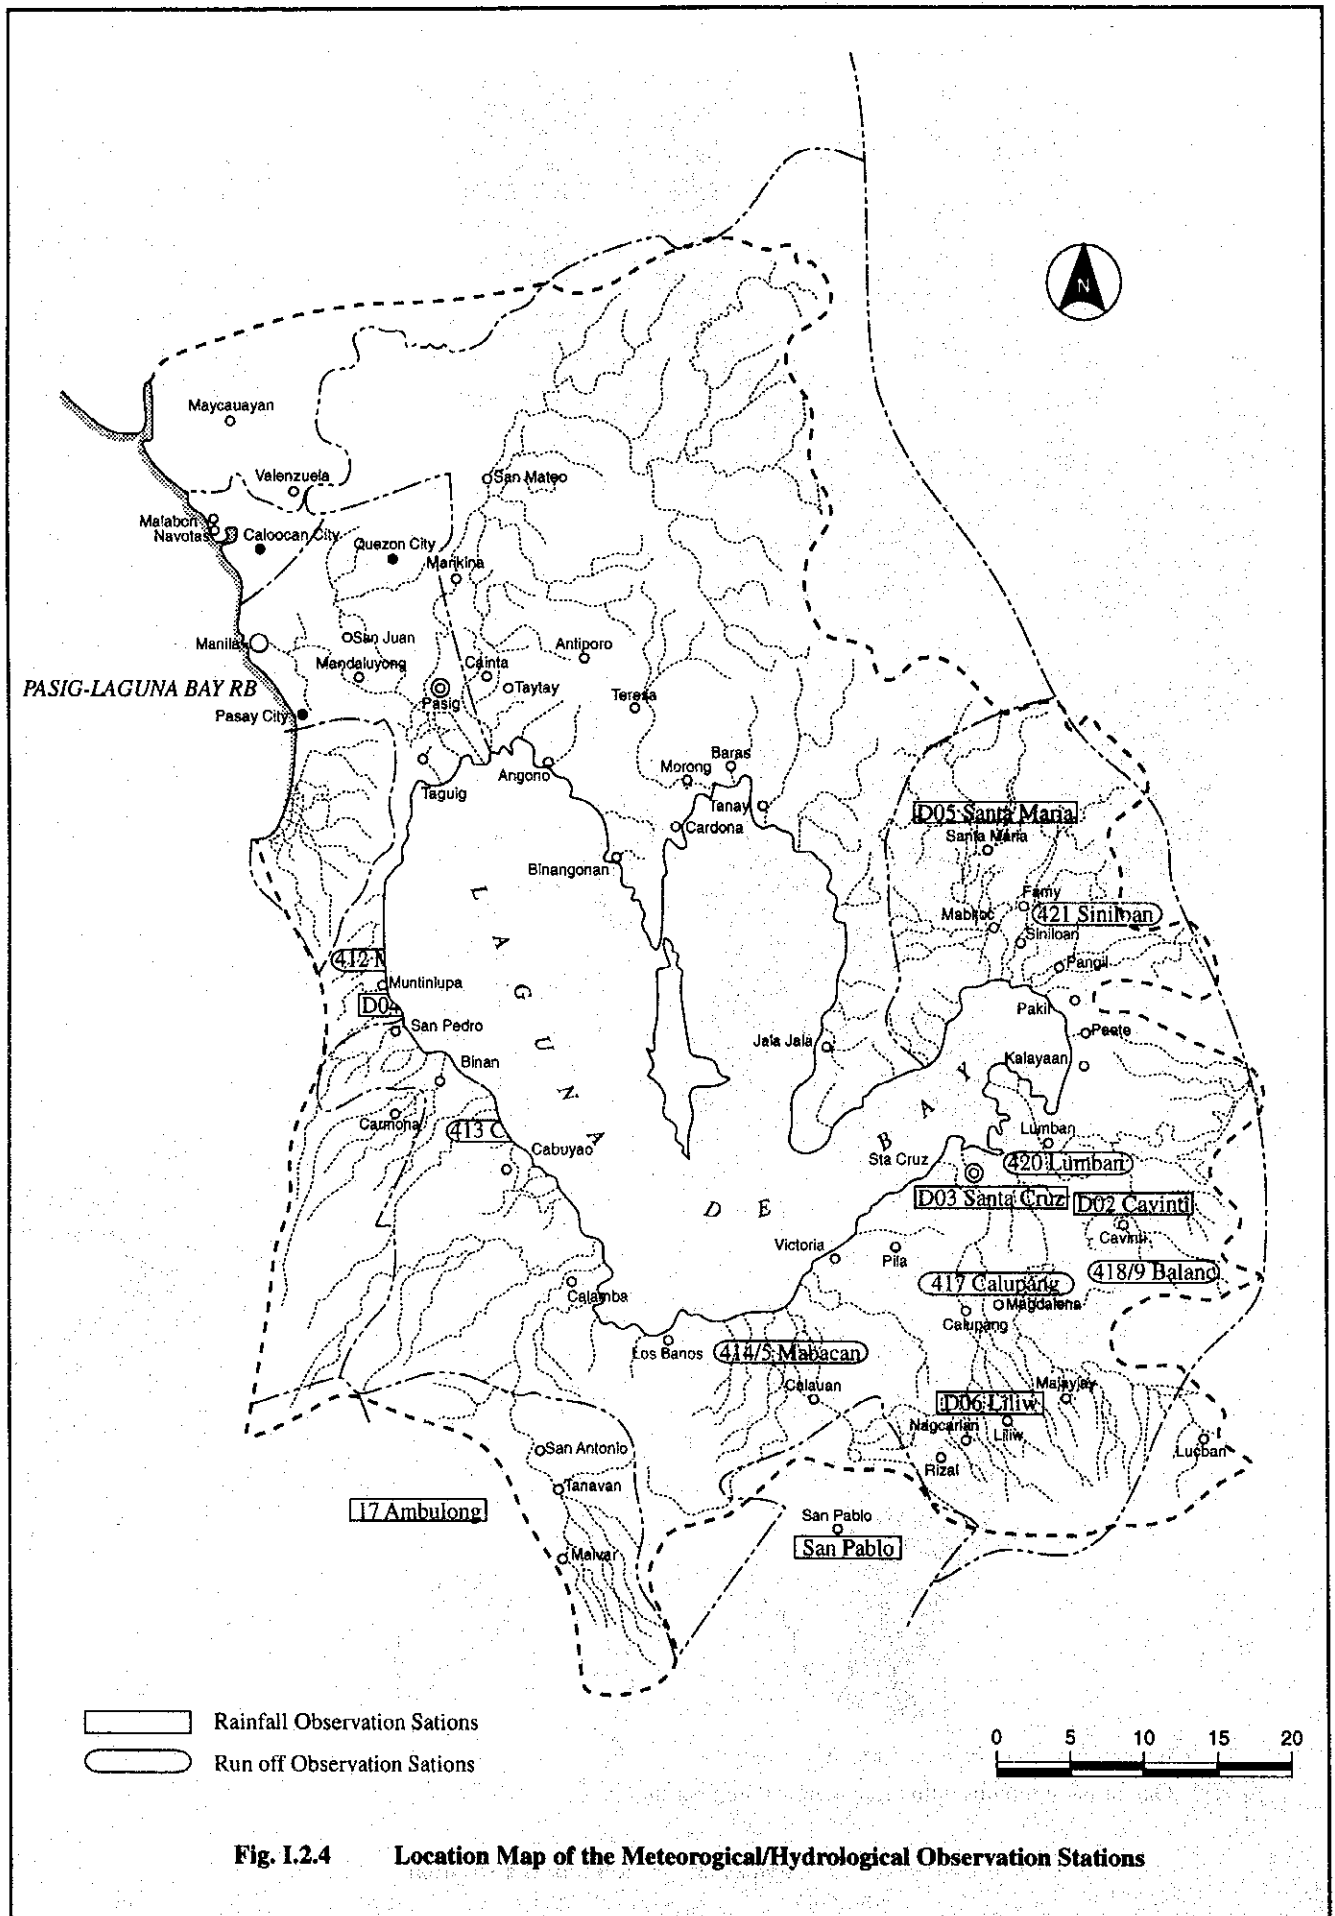 N
Maycauayan
Valenzuela
San Mateo
Malabon
Navotas
Caloocan City
Quezon City
Marikina
Manila
San Juan
Antiporo
Mandaluyong
Cainta
PASIG-LAGUNA BAY RB
Taytay
Pasig
Teresa
Pasay City
Baras
Morong
Angono
Taguig
Tanay
D05 Santa Maria
Cardona
Santa Maria
Binangonan
Famy
Mabitoc
421 Siniloan
Siniloan
412 M
Pangil
Muntinlupa
D04
Pakil
San Pedro
Paete
Jala Jala
Kalayaan
Binan
LAGUNA
DE
BAY
Carmona
413 C
Lumban
Cabuyao
Sta Cruz
420 Lumban
D03 Santa Cruz
D02 Cavinti
Cavinti
Victoria
Pila
417 Calupang
418/9 Balanc
Calamba
Magdalena
Calupang
Los Banos
414/5 Mabacan
Calauan
Majayjay
D06 Liliw
Nagcarlan
Liliw
San Antonio
Lucban
Rizal
Tanavan
17 Ambulong
San Pablo
San Pablo
Malvar
Rainfall Observation Sations
Run off Observation Sations
0 5 10 15 20
Fig. I.2.4 Location Map of the Meteorogical/Hydrological Observation Stations